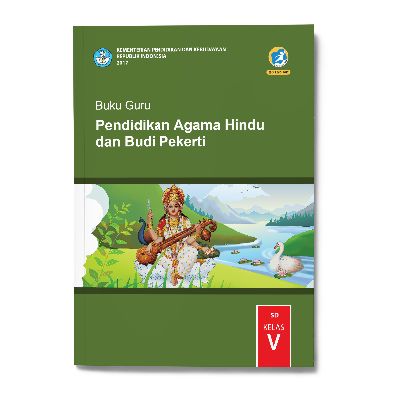 KEMENTERIAN PENDIDIKAN DAN KEBUDAYAAN
REPUBLIK INDONESIA
2017
Buku Guru
Pendidikan Agama Hindu
dan Budi Pekerti
SD
KELAS
V